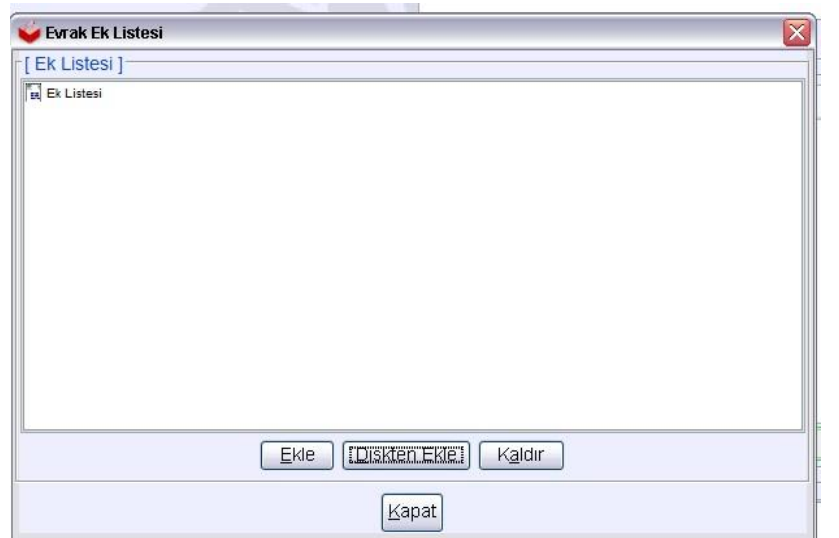 Evrak Ek Listesi
[ Ek Listesi ]
Ek Listesi
Ekle Diskten Ekle Kaldır
Kapat